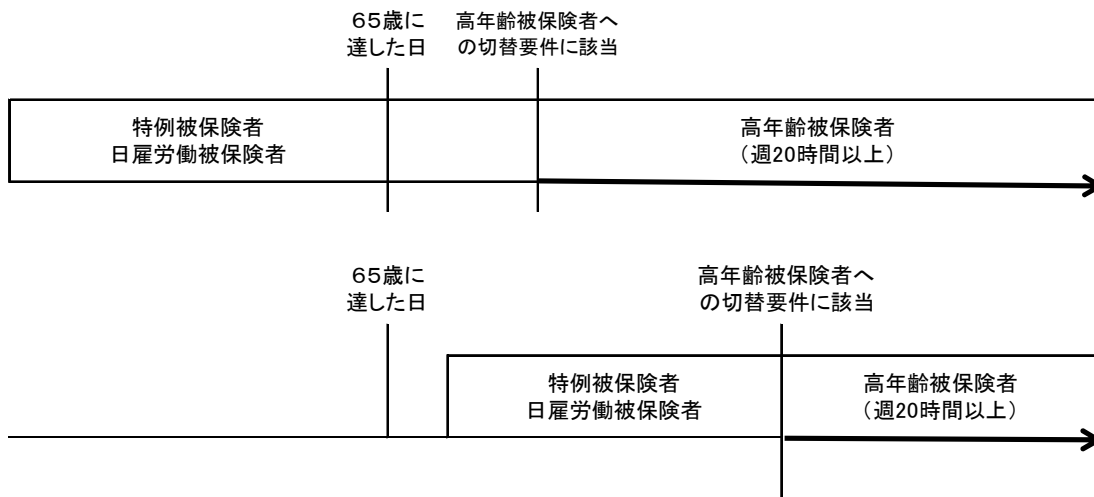 65歳に
達した日
高年齢被保険者へ
の切替要件に該当
特例被保険者
日雇労働被保険者
高年齢被保険者
(週20時間以上)
65歳に
達した日
高年齢被保険者へ
の切替要件に該当
特例被保険者
日雇労働被保険者
高年齢被保険者
(週20時間以上)